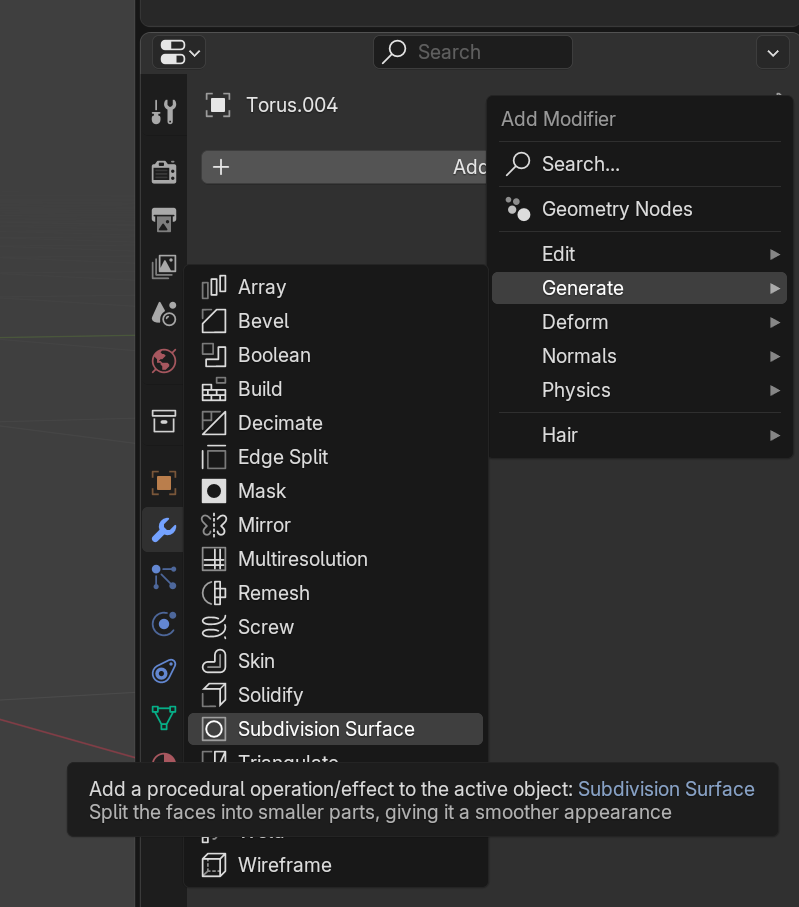 Search
Torus.004
Add
Add Modifier
Search...
Geometry Nodes
Edit
Generate
Deform
Normals
Physics
Hair
Array
Bevel
Boolean
Build
Decimate
Edge Split
Mask
Mirror
Multiresolution
Remesh
Screw
Skin
Solidify
Subdivision Surface
Triangulate
Add a procedural operation/effect to the active object: Subdivision Surface
Split the faces into smaller parts, giving it a smoother appearance
Weld
Wireframe